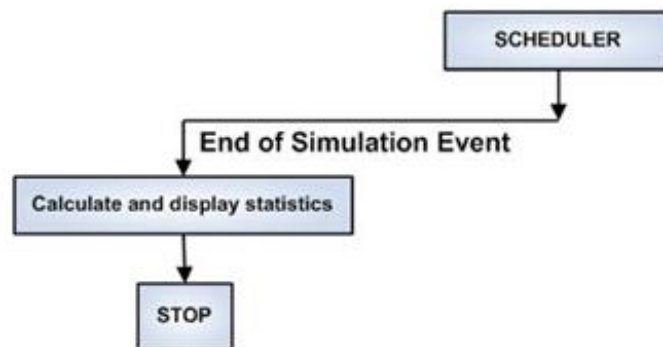 SCHEDULER
End of Simulation Event
Calculate and display statistics
STOP